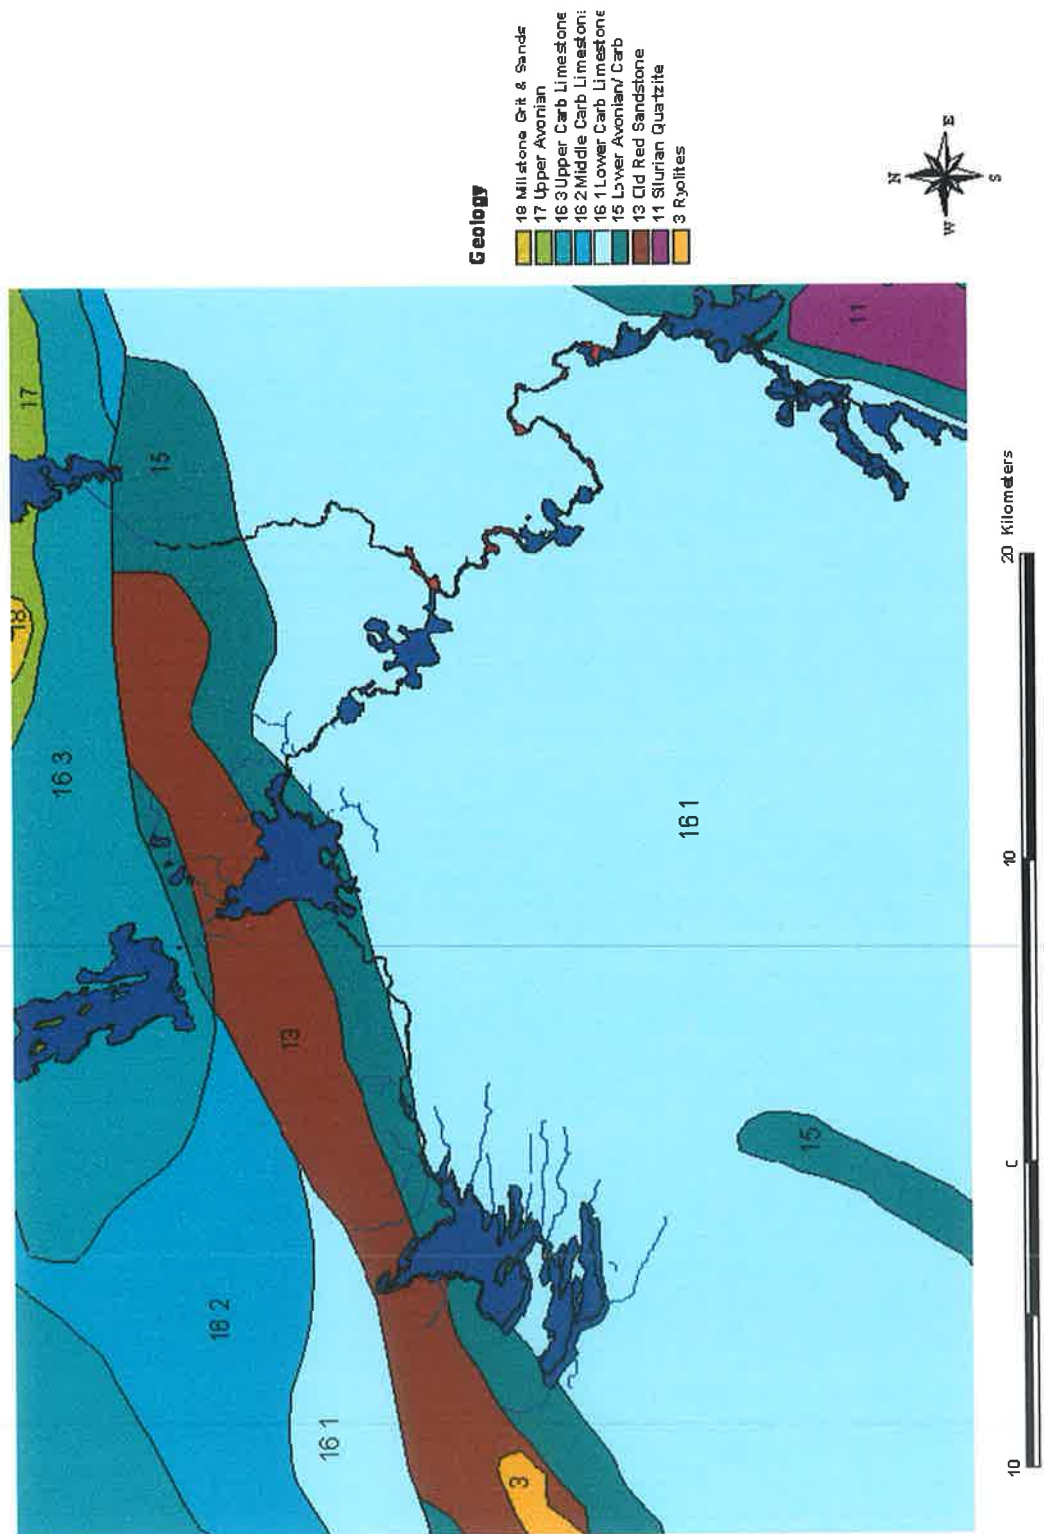 Geology
18 Millstone Grit & Sands
17 Upper Avonian
16 3 Upper Carb Limestone
16 2 Middle Carb Limestone
16 1 Lower Carb Limestone
15 Lower Avonian/ Carb
13 Old Red Sandstone
11 Silurian Quatzite
3 Ryolites
N
W
E
S
17
18
16 3
15
13
16 2
16 1
3
16 1
15
11
10
0
10
20 Kilometers